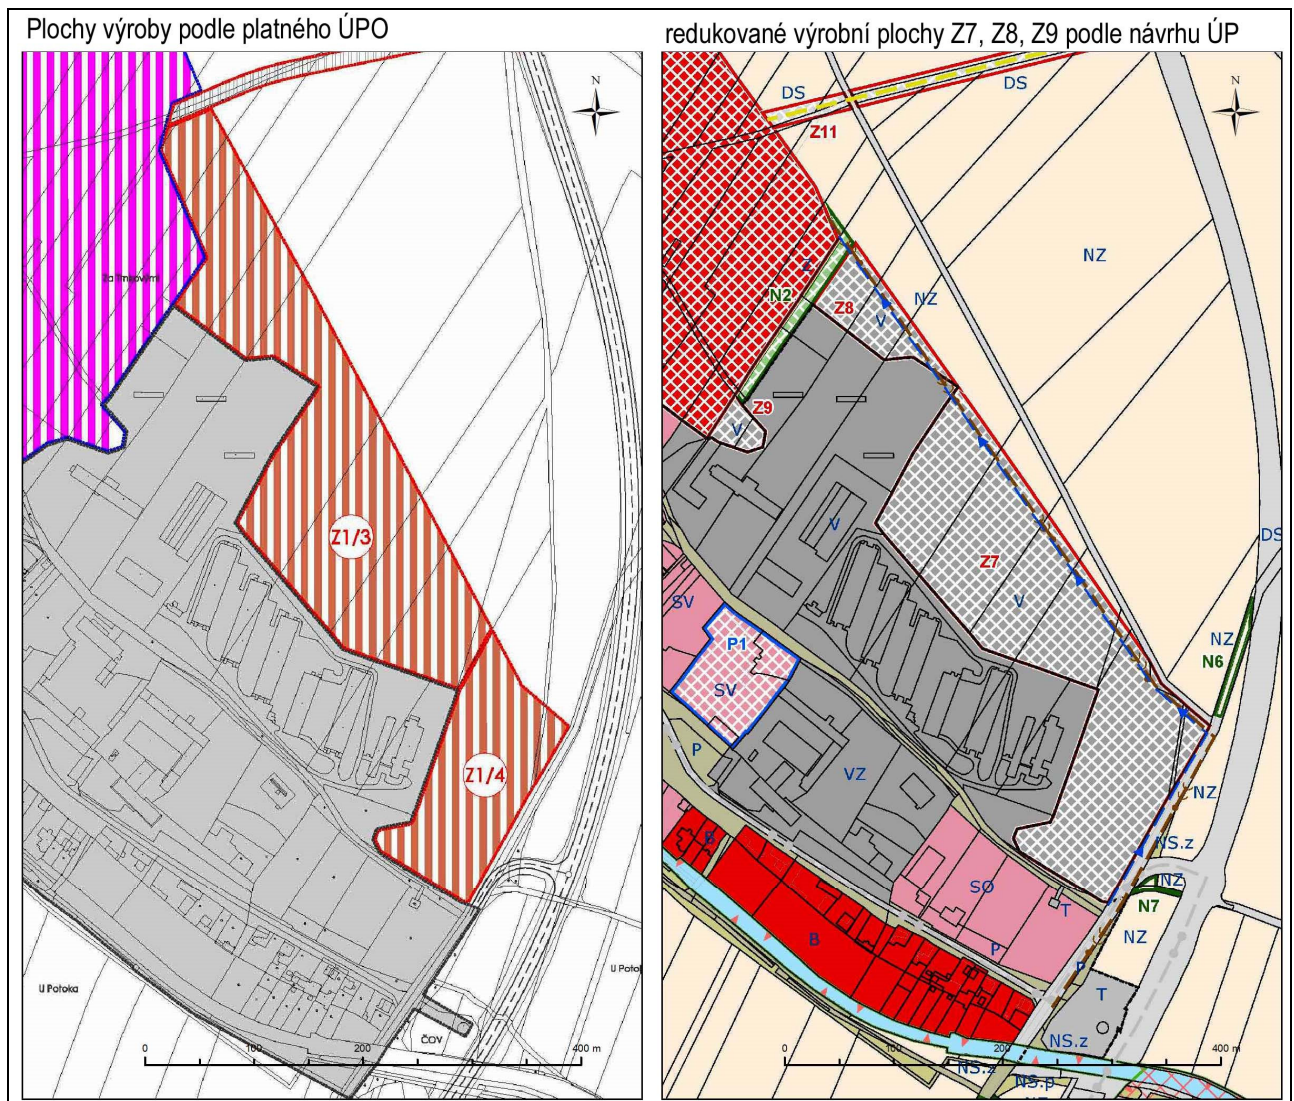 Plochy výroby podle platného ÚPO
N
Za Trnkovými
Z1/3
Z1/4
U Potoka
ČOV
0 100 200 400 m
redukované výrobní plochy Z7, Z8, Z9 podle návrhu ÚP
N
DS
DS
Z11
NZ
Z
N2
Z8
V
NZ
Z9
V
V
DS
Z7
V
SV
P1
SV
NZ
N6
P
VZ
NZ
NS.z
B
SO
NZ
T
N7
B
P
NZ
P
T
NS.z
0 100 200 400 m
NS.z
NS.p